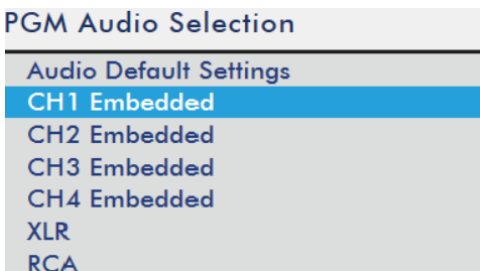 PGM Audio Selection
Audio Default Settings
CH1 Embedded
CH2 Embedded
CH3 Embedded
CH4 Embedded
XLR
RCA